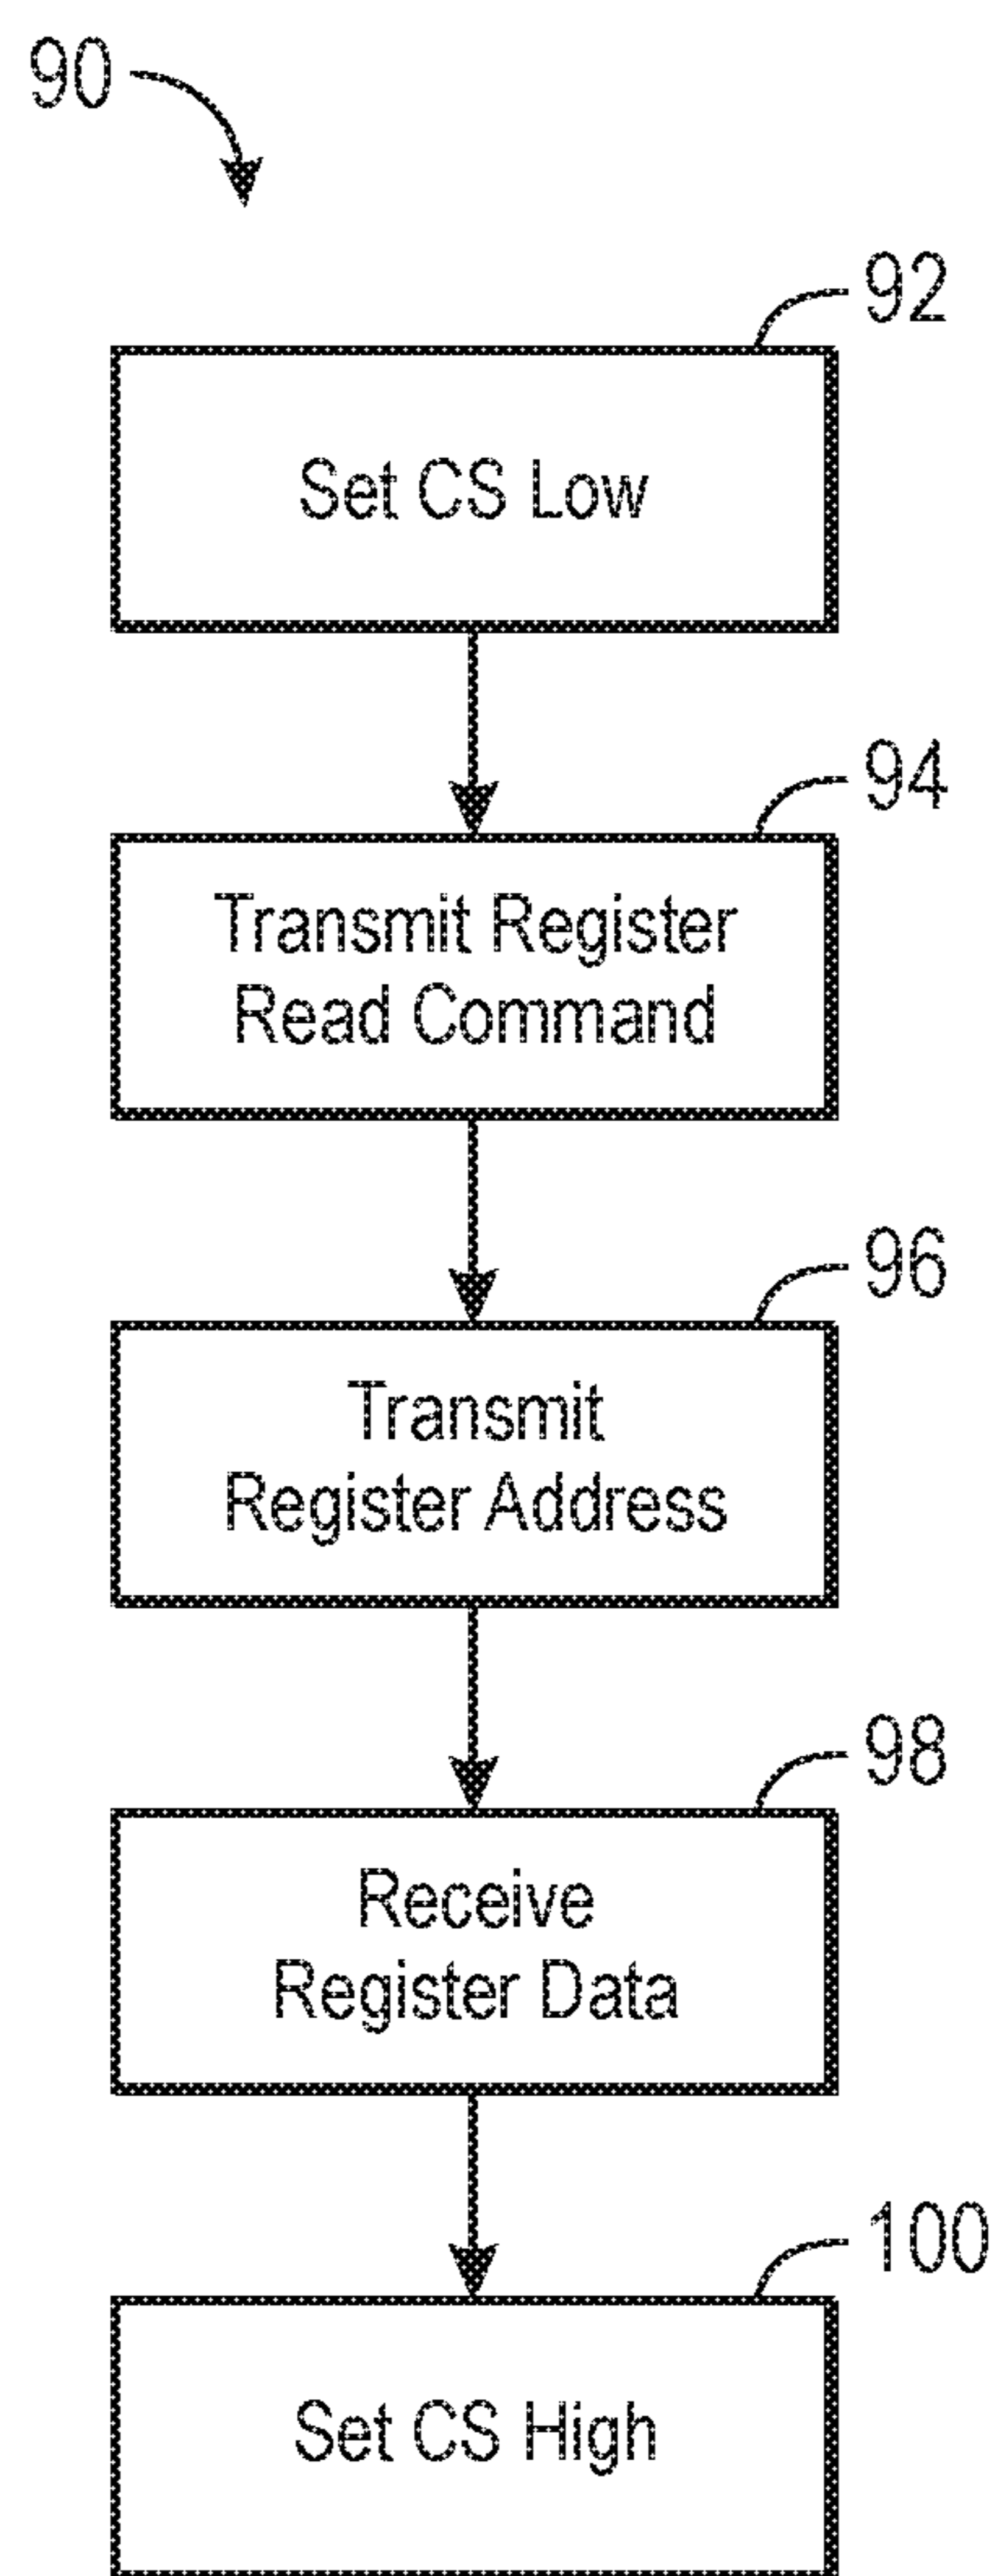 90
92
Set CS Low
94
Transmit Register
Read Command
96
Transmit
Register Address
98
Receive
Register Data
100
Set CS High